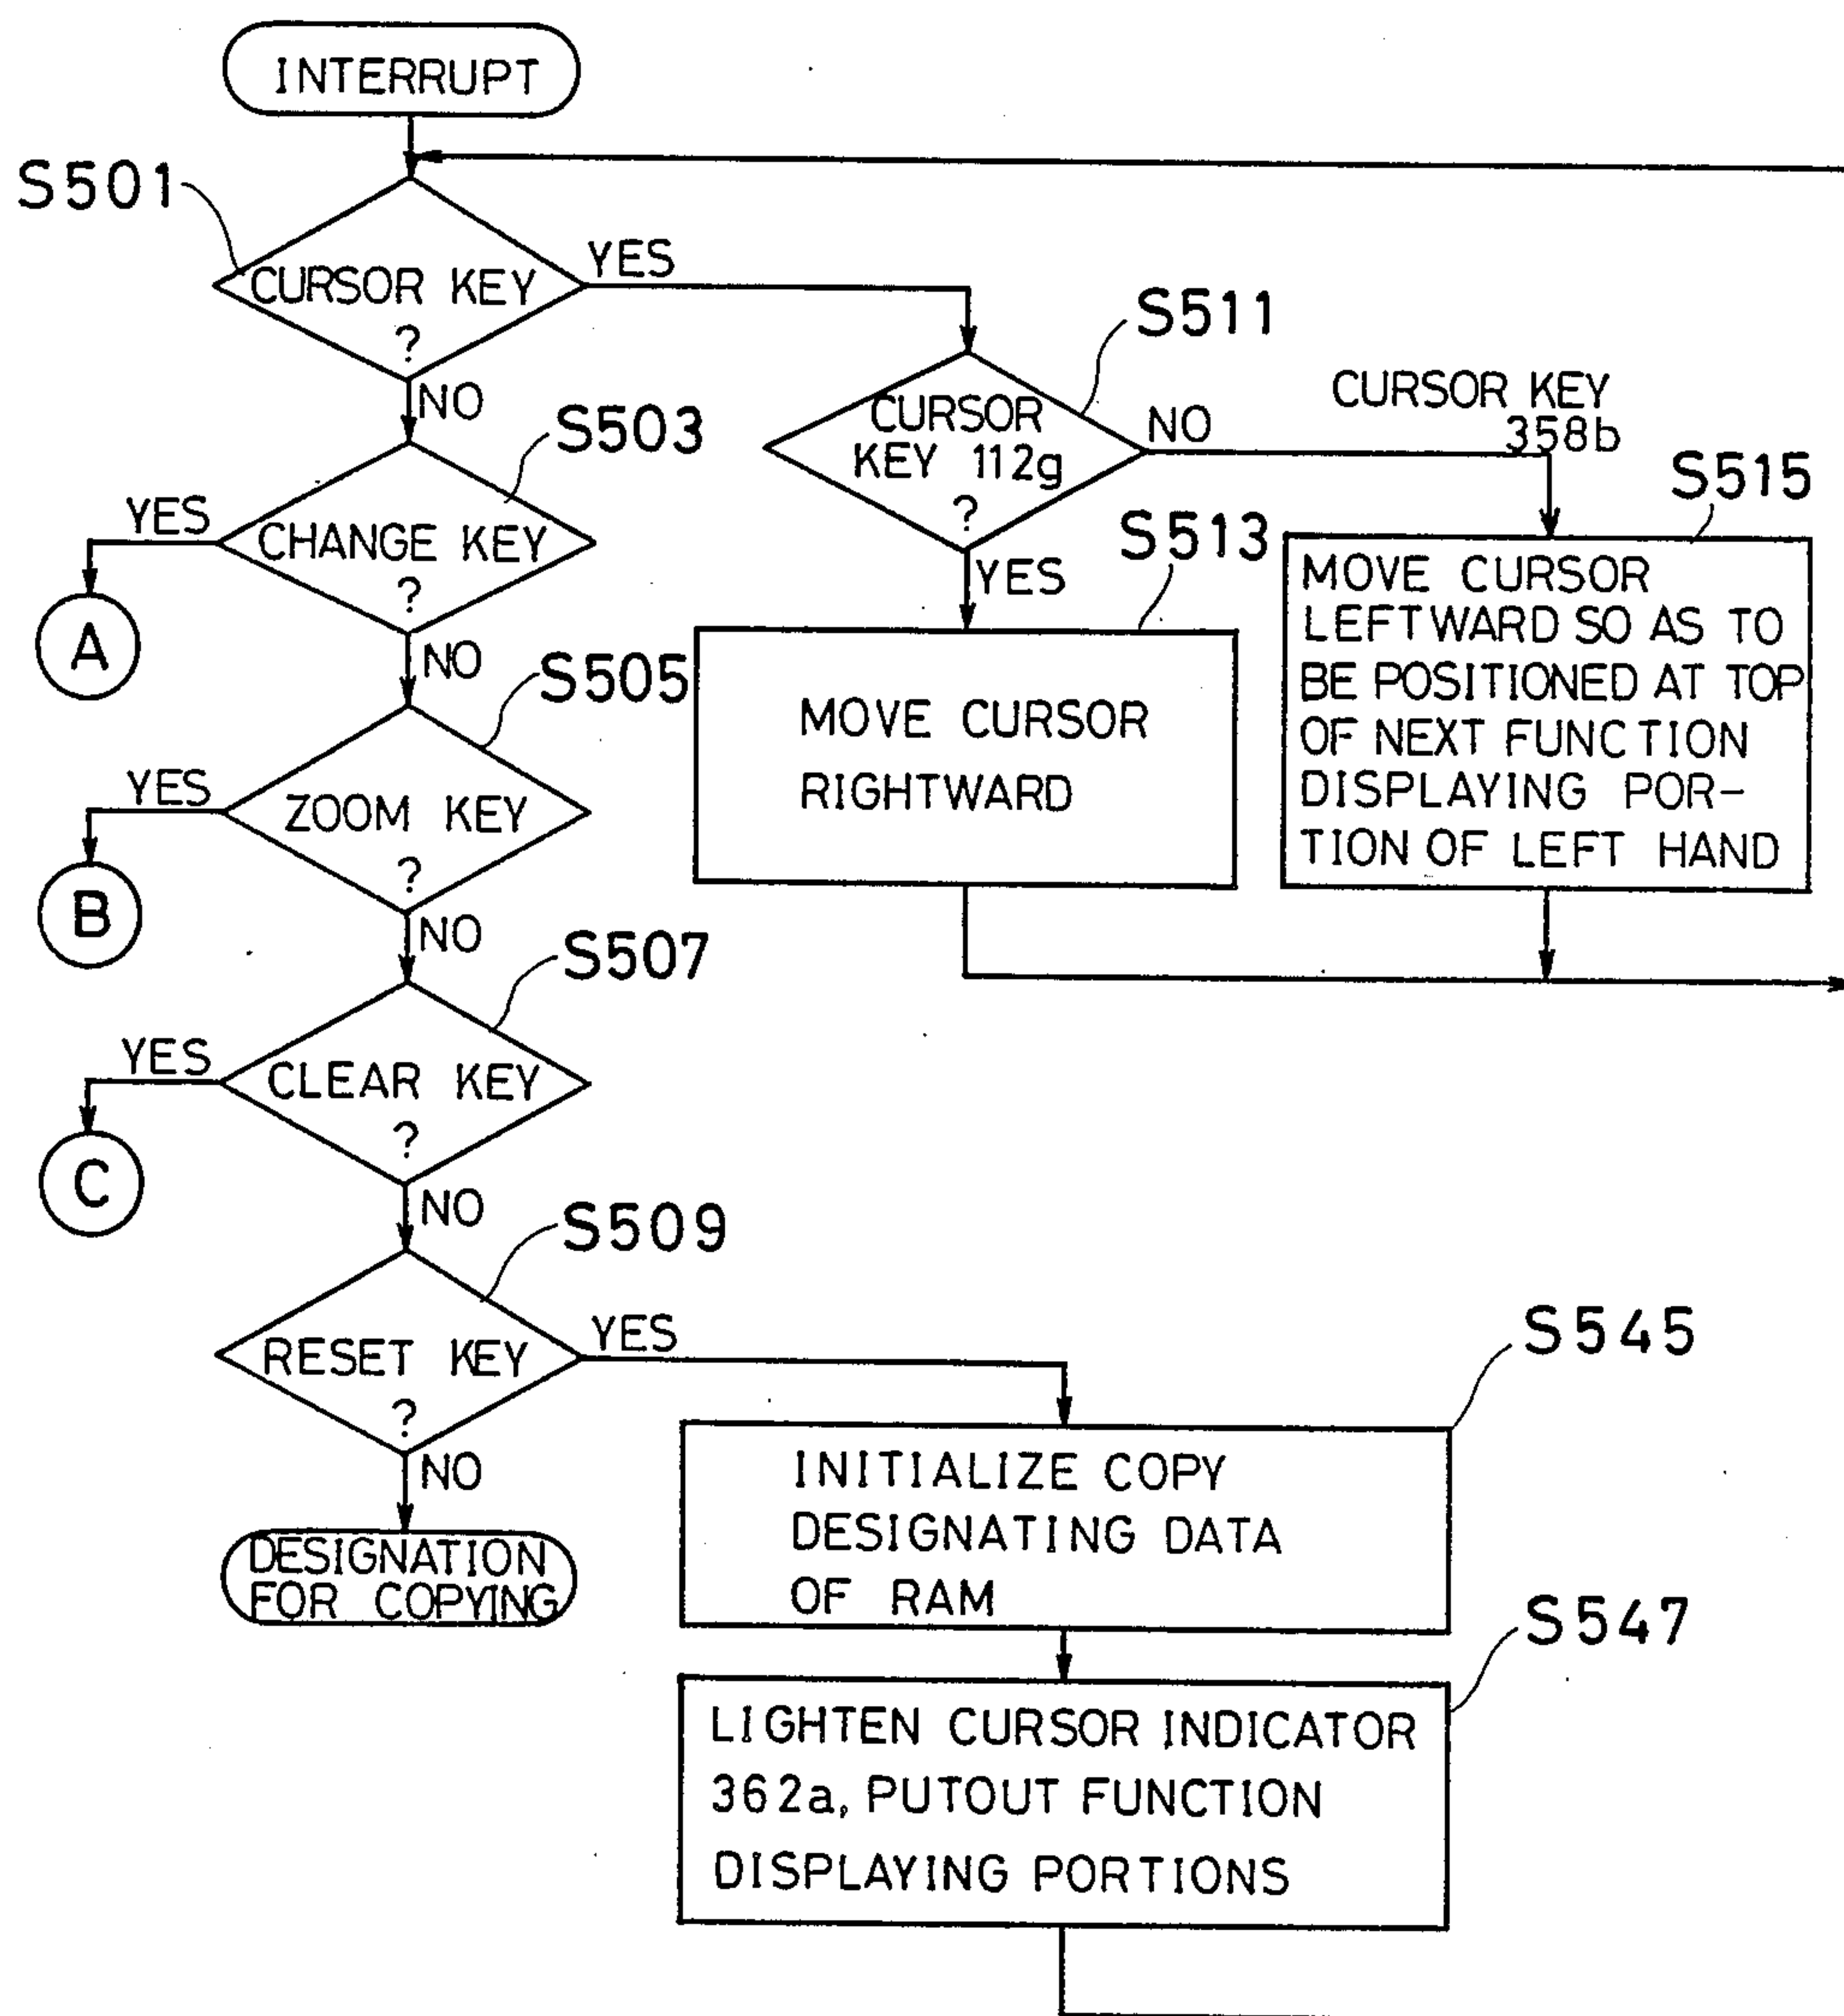 INTERRUPT
S501
CURSOR KEY
?
YES
NO
S511
CURSOR
KEY 112g
?
NO
YES
CURSOR KEY
358b
S503
CHANGE KEY
?
YES
A
NO
S513
MOVE CURSOR
RIGHTWARD
S515
MOVE CURSOR
LEFTWARD SO AS TO
BE POSITIONED AT TOP
OF NEXT FUNCTION
DISPLAYING POR-
TION OF LEFT HAND
S505
ZOOM KEY
?
YES
B
NO
S507
CLEAR KEY
?
YES
C
NO
S509
RESET KEY
?
YES
NO
DESIGNATION
FOR COPYING
S545
INITIALIZE COPY
DESIGNATING DATA
OF RAM
S547
LIGHTEN CURSOR INDICATOR
362a, PUTOUT FUNCTION
DISPLAYING PORTIONS